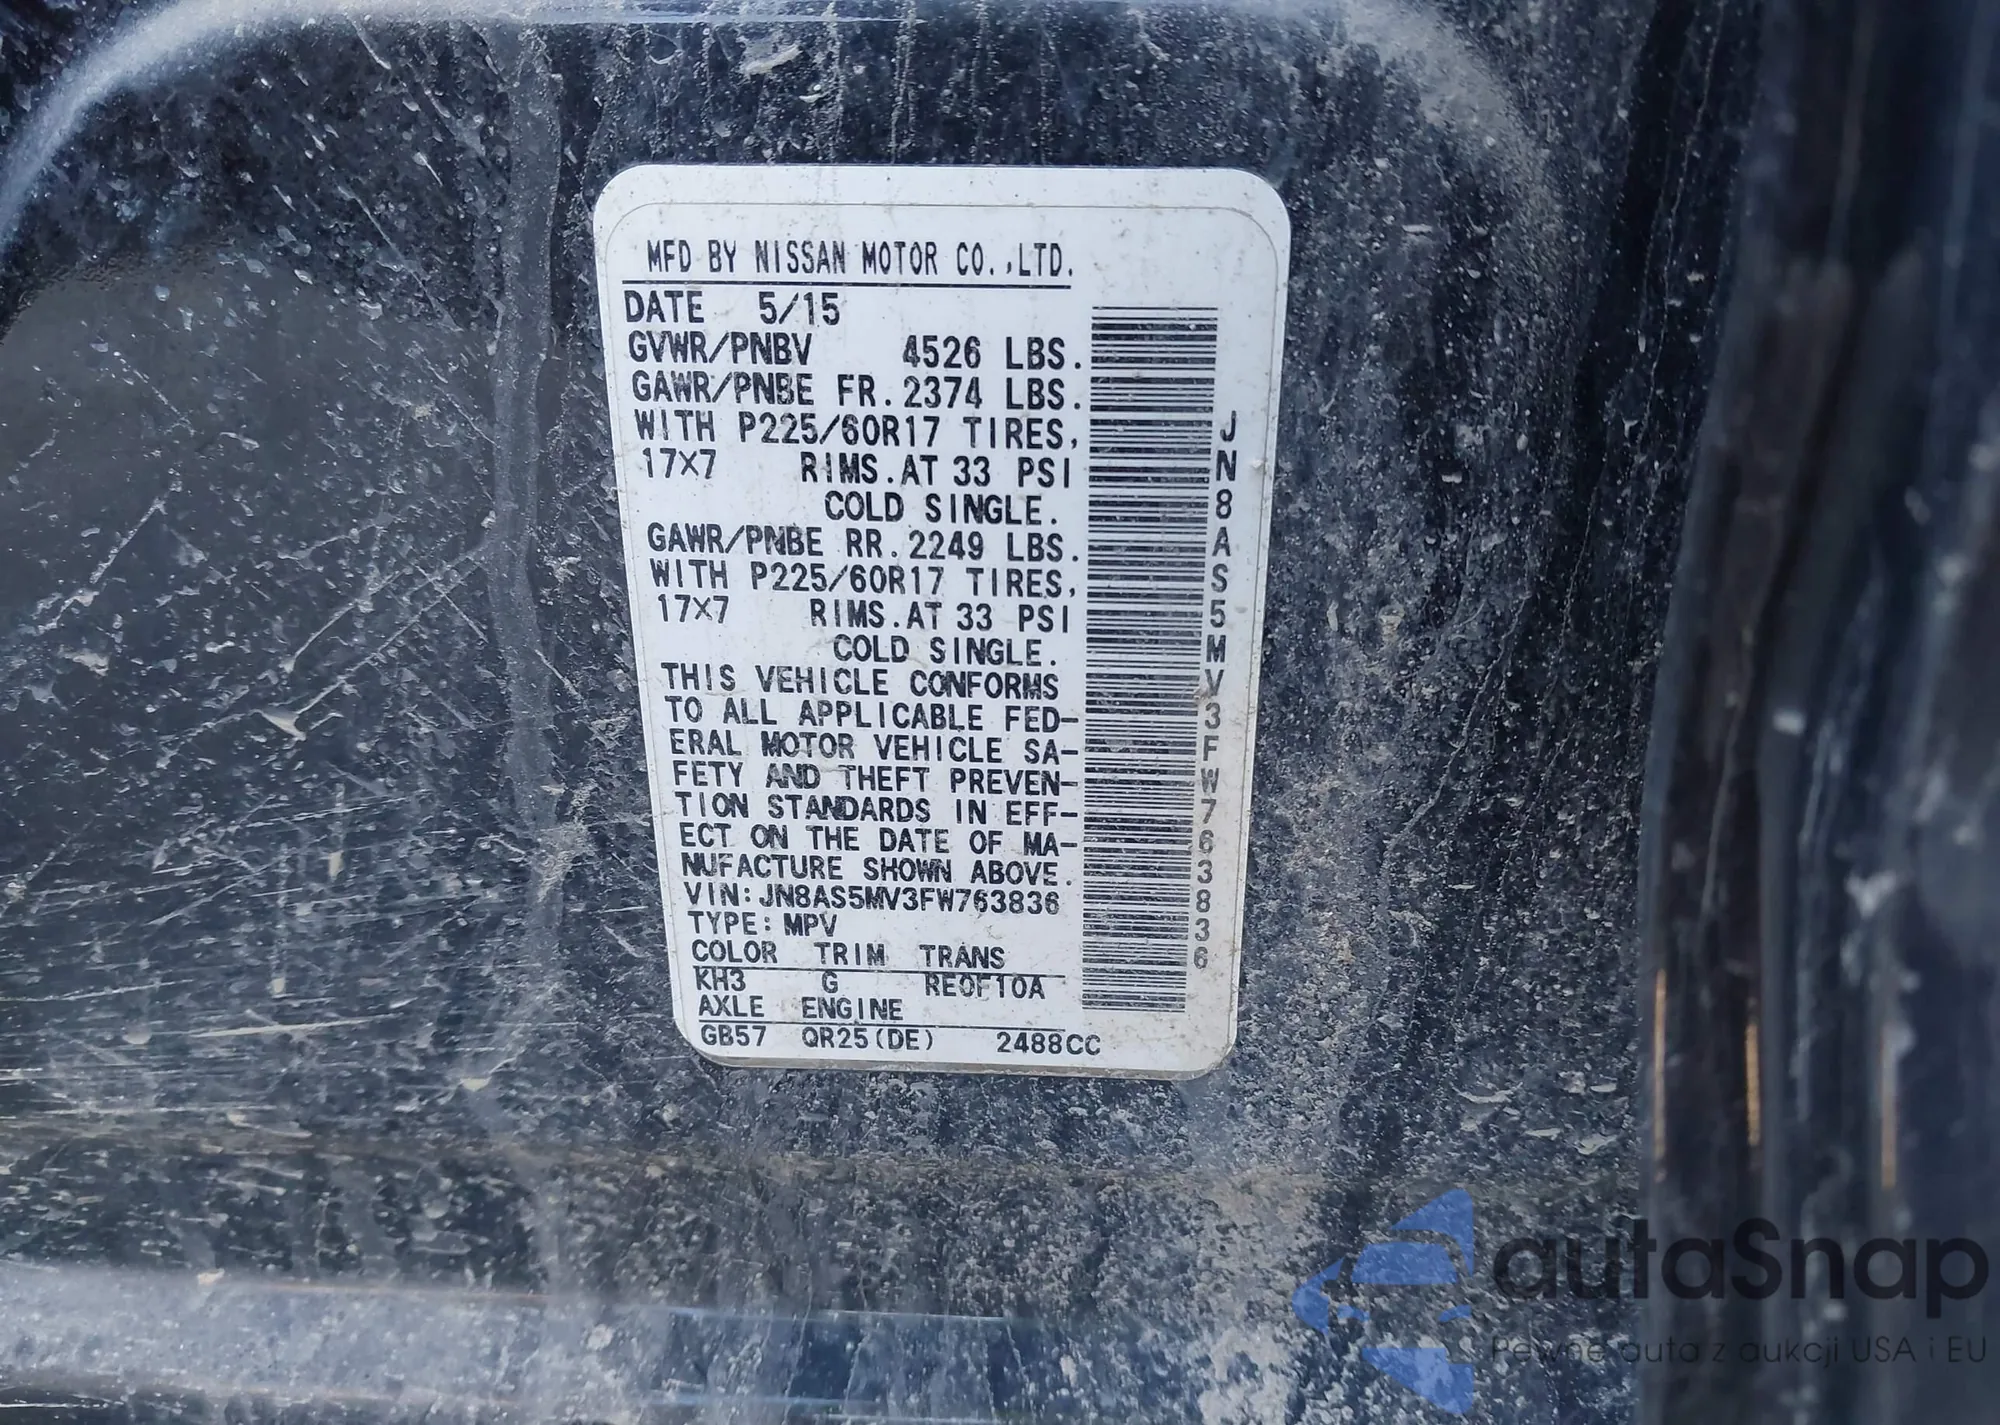 MFD BY NISSAN MOTOR CO.,LTD.
DATE 5/15
GVWR/PNBV 4526 LBS.
GAWR/PNBE FR. 2374 LBS.
WITH P225/60R17 TIRES,
17X7 RIMS. AT 33 PSI
COLD SINGLE.
GAWR/PNBE RR. 2249 LBS.
WITH P225/60R17 TIRES,
17X7 RIMS. AT 33 PSI
COLD SINGLE.
THIS VEHICLE CONFORMS
TO ALL APPLICABLE FED-
ERAL MOTOR VEHICLE SA-
FETY AND THEFT PREVEN-
TION STANDARDS IN EFF-
ECT ON THE DATE OF MA-
NUFACTURE SHOWN ABOVE.
VIN: JN8AS5MV3FW763836
TYPE: MPV
COLOR TRIM TRANS
KH3 G RE0F10A
AXLE ENGINE
GB57 QR25(DE) 2488CC
JN8AS5MV3FW763836
autaSnap
Pewne auta z aukcji USA i EU